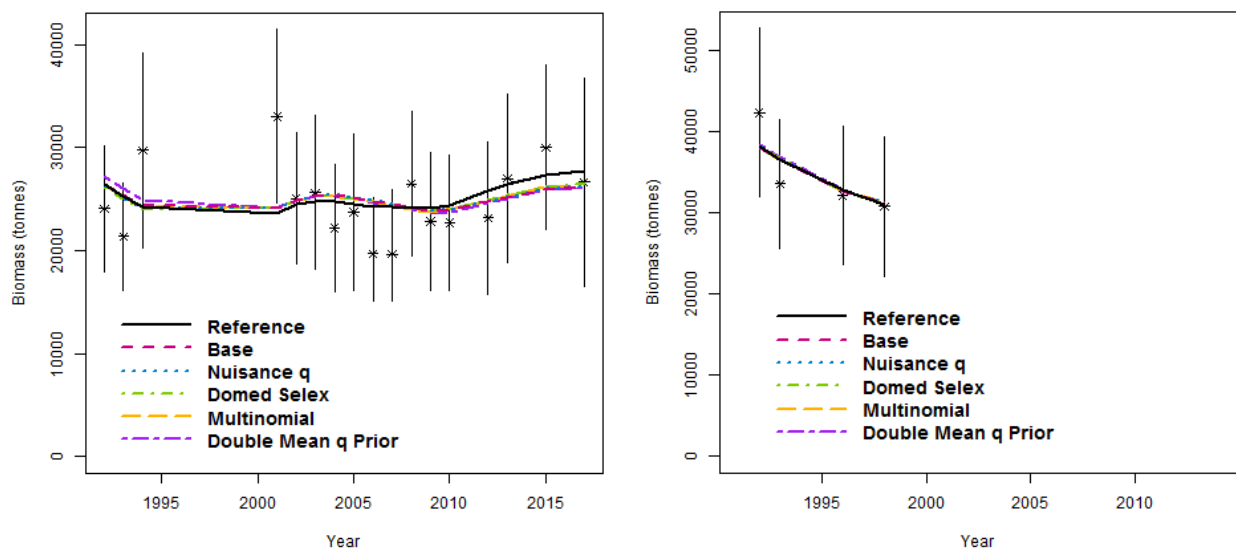 40000
30000
20000
10000
0
Biomass (tonnes)
Reference
Base
Nuisance q
Domed Selex
Multinomial
Double Mean q Prior
1995 2000 2005 2010 2015
Year
50000
40000
30000
20000
10000
0
Biomass (tonnes)
Reference
Base
Nuisance q
Domed Selex
Multinomial
Double Mean q Prior
1995 2000 2005 2010
Year